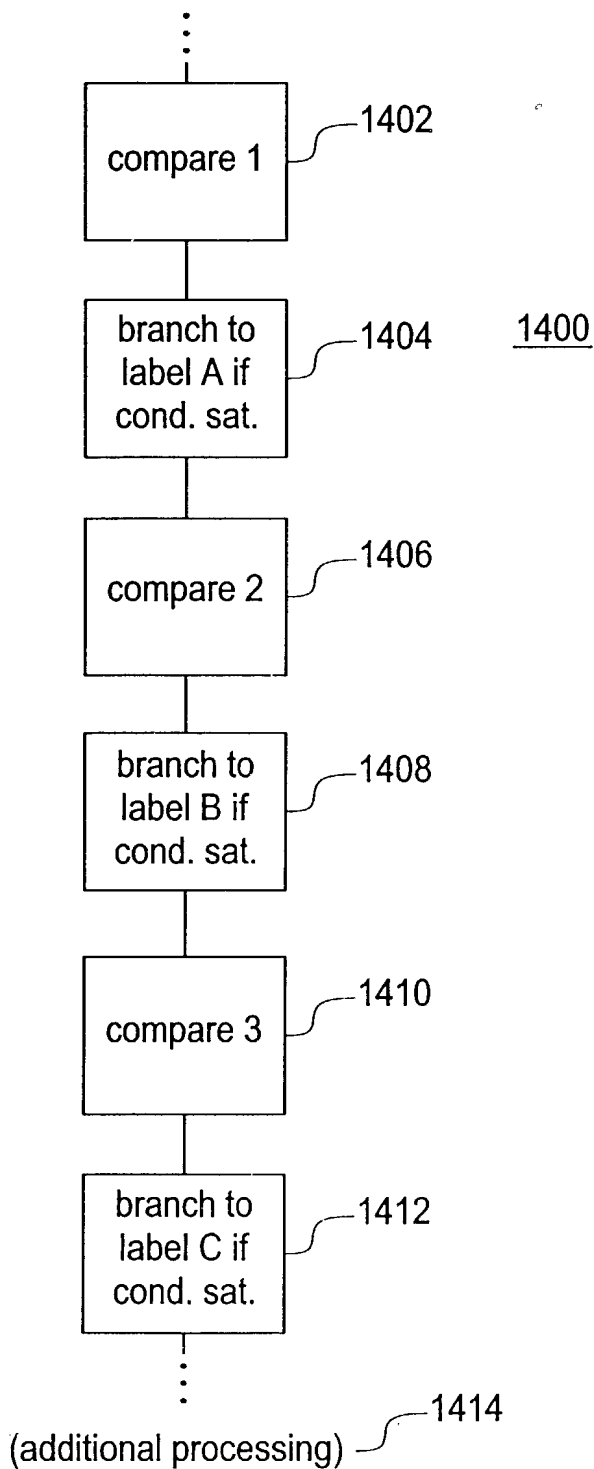 compare 1
1402
branch to
label A if
cond. sat.
1404
1400
compare 2
1406
branch to
label B if
cond. sat.
1408
compare 3
1410
branch to
label C if
cond. sat.
1412
(additional processing)
1414